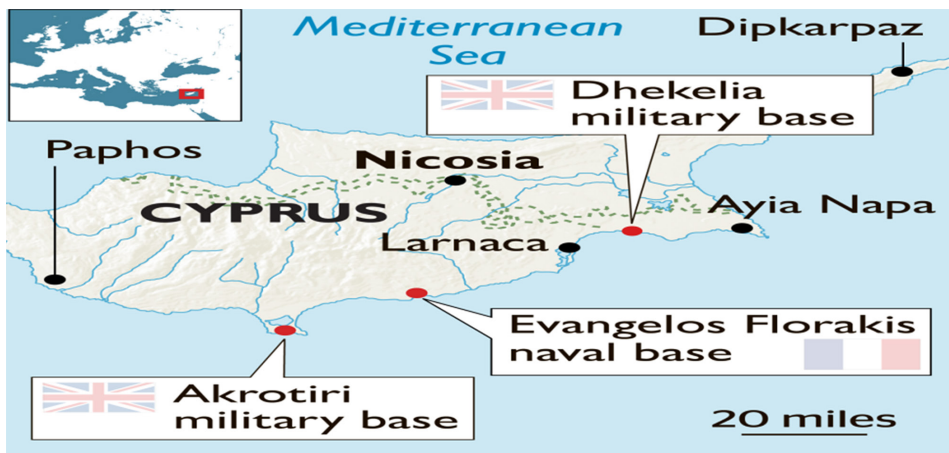 Mediterranean
Sea
Dipkarpaz
Dhekelia
military base
Paphos
Nicosia
CYPRUS
Ayia Napa
Larnaca
Evangelos Florakis
naval base
Akrotiri
military base
20 miles